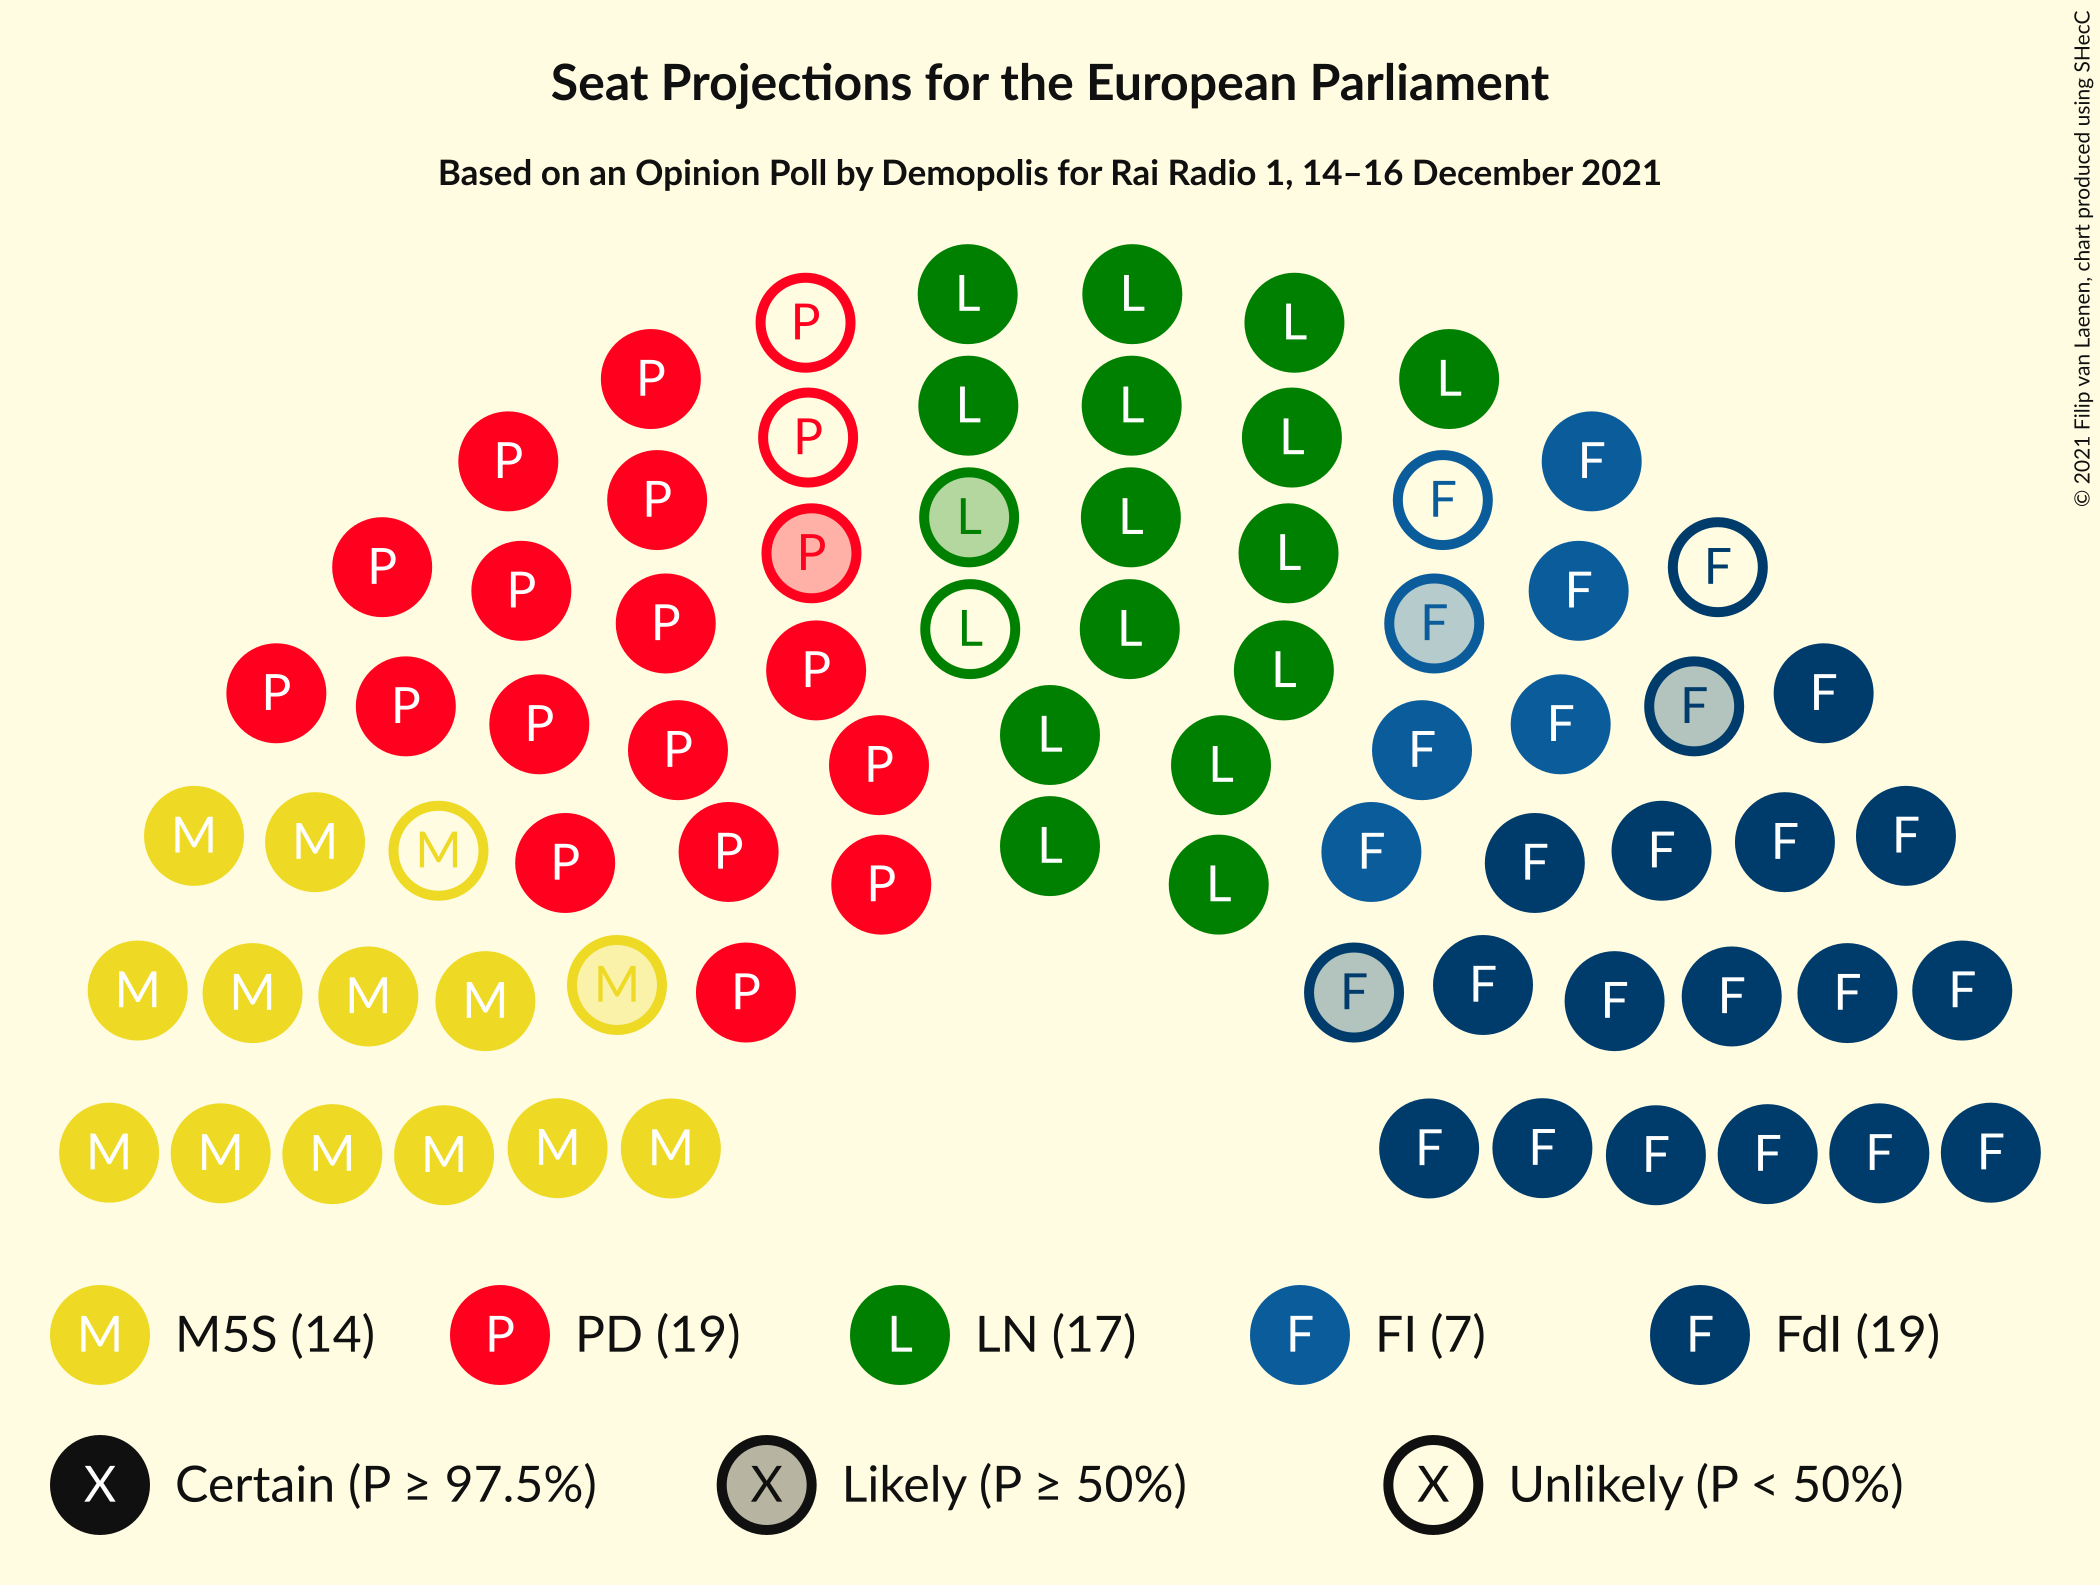 Seat Projections for the European Parliament
Based on an Opinion Poll by Demopolis for Rai Radio 1, 14–16 December 2021
© 2021 Filip van Laenen, chart produced using SHecC
L L
P L L
P L
L L
P L
P F
P P F
L L
P L
P F
P P F
L L
P F
P F
P L L
P L
P F
P P F
P P F
L
P F
P L
M M M P P L F F F F F
P L
M M M M M P F F F F F F
M M M M M M F F F F F F
M M5S (14) P PD (19) L LN (17) F FI (7) F FdI (19)
X Certain (P ≥ 97.5%) X Likely (P ≥ 50%) X Unlikely (P < 50%)